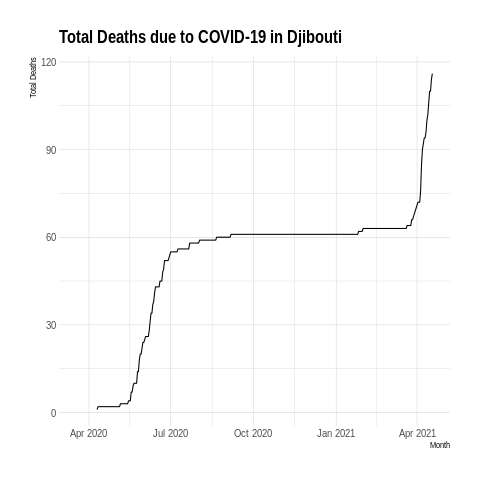 Total Deaths due to COVID-19 in Djibouti
Total Deaths
120
90
60
30
0
Apr 2020
Jul 2020
Oct 2020
Jan 2021
Apr 2021
Month